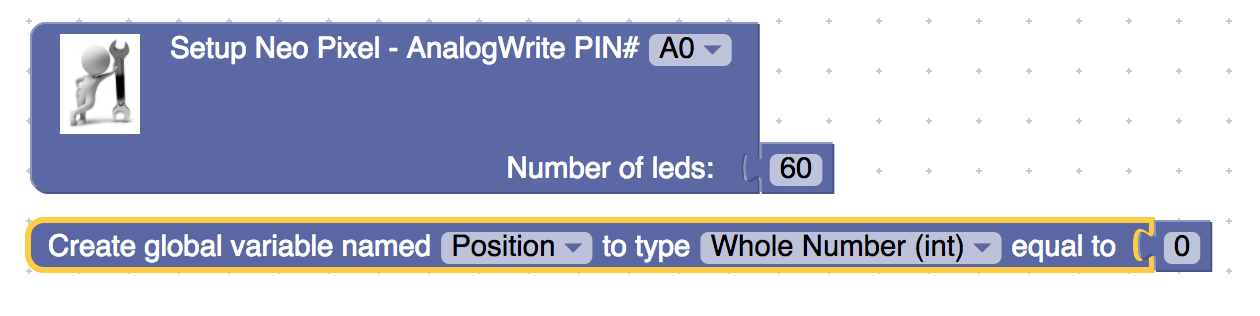 Setup Neo Pixel - AnalogWrite PIN# A0
Number of leds: 60
Create global variable named Position to type Whole Number (int) equal to 0